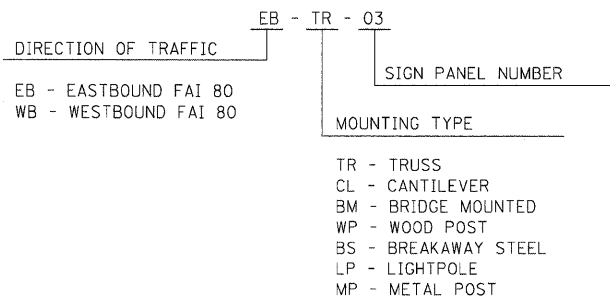 EB - TR - 03
DIRECTION OF TRAFFIC
EB - EASTBOUND FAI 80
WB - WESTBOUND FAI 80
SIGN PANEL NUMBER
MOUNTING TYPE
TR - TRUSS
CL - CANTILEVER
BM - BRIDGE MOUNTED
WP - WOOD POST
BS - BREAKAWAY STEEL
LP - LIGHTPOLE
MP - METAL POST